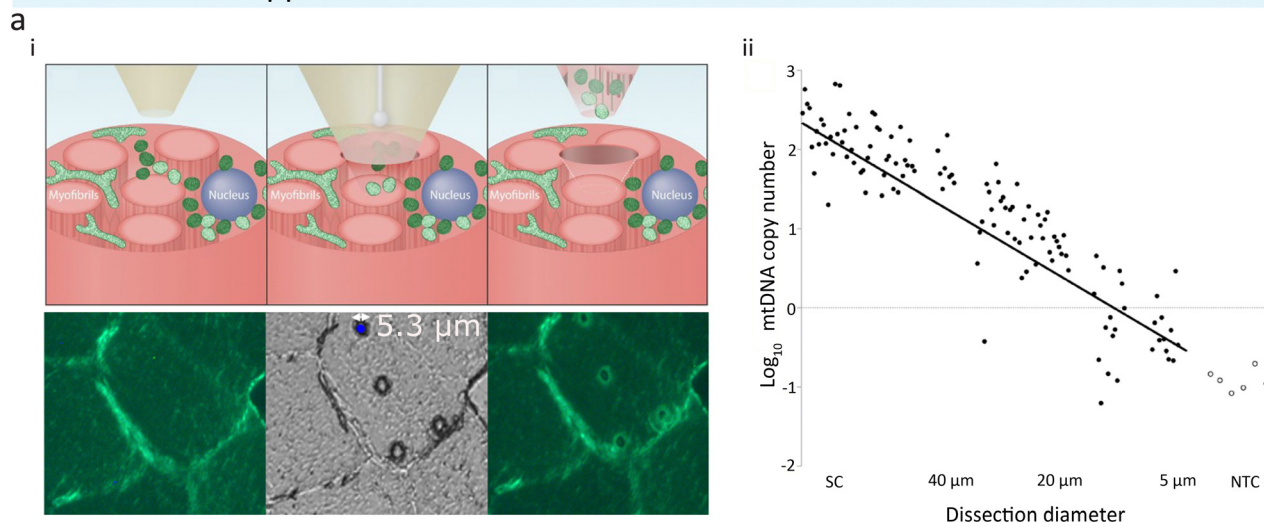 a
i
Myofibrils
Nucleus
Myofibrils
Nucleus
Myofibrils
Nucleus
5.3 μm
ii
Log10 mtDNA copy number
3
2
1
0
-1
-2
SC
40 μm
20 μm
5 μm
NTC
Dissection diameter